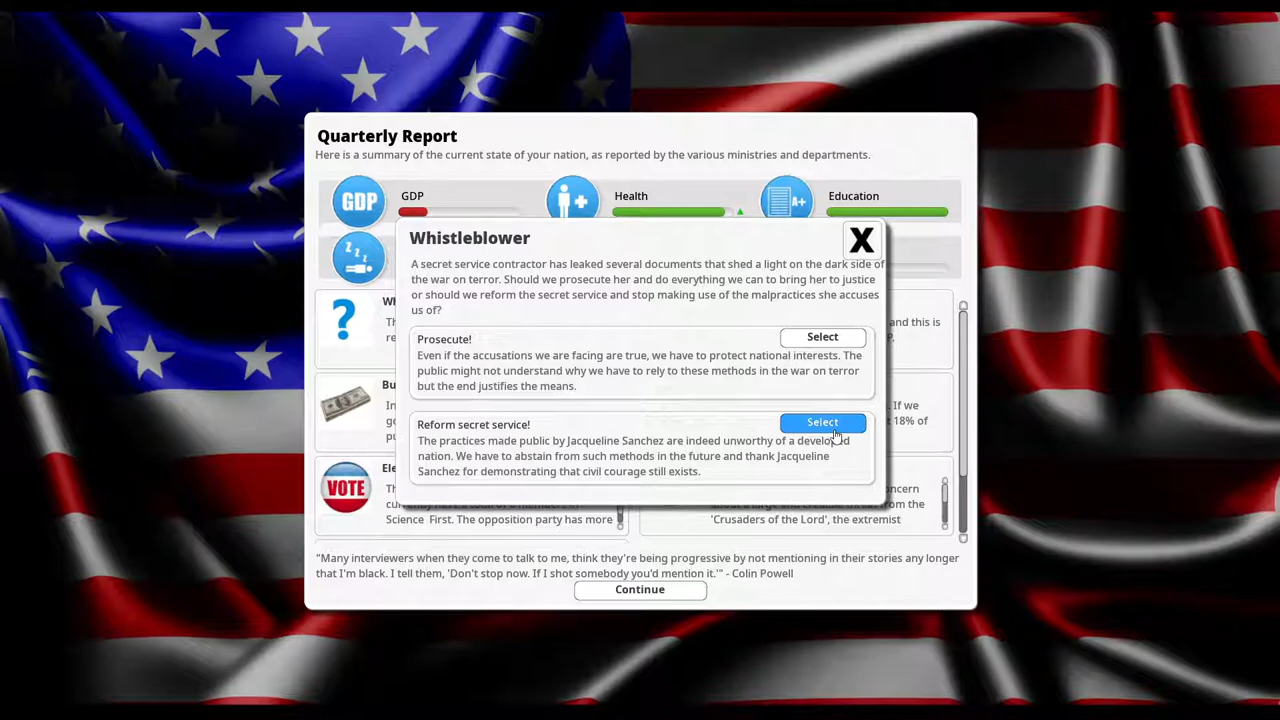 Quarterly Report
Here is a summary of the current state of your nation, as reported by the various ministries and departments.
GDP
GDP
Health
A+
Education
Whistleblower
X
A secret service contractor has leaked several documents that shed a light on the dark side of
the war on terror. Should we prosecute her and do everything we can to bring her to justice
or should we reform the secret service and stop making use of the malpractices she accuses
us of?
Prosecute!
Select
Even if the accusations we are facing are true, we have to protect national interests. The
public might not understand why we have to rely to these methods in the war on terror
but the end justifies the means.
Reform secret service!
Select
The practices made public by Jacqueline Sanchez are indeed unworthy of a developed
nation. We have to abstain from such methods in the future and thank Jacqueline
Sanchez for demonstrating that civil courage still exists.
?
and this is
If we
18% of
VOTE
Science First. The opposition party has more
from the
'Crusaders of the Lord', the extremist
"Many interviewers when they come to talk to me, think they're being progressive by not mentioning in their stories any longer
that I'm black. I tell them, 'Don't stop now. If I shot somebody you'd mention it.'" - Colin Powell
Continue